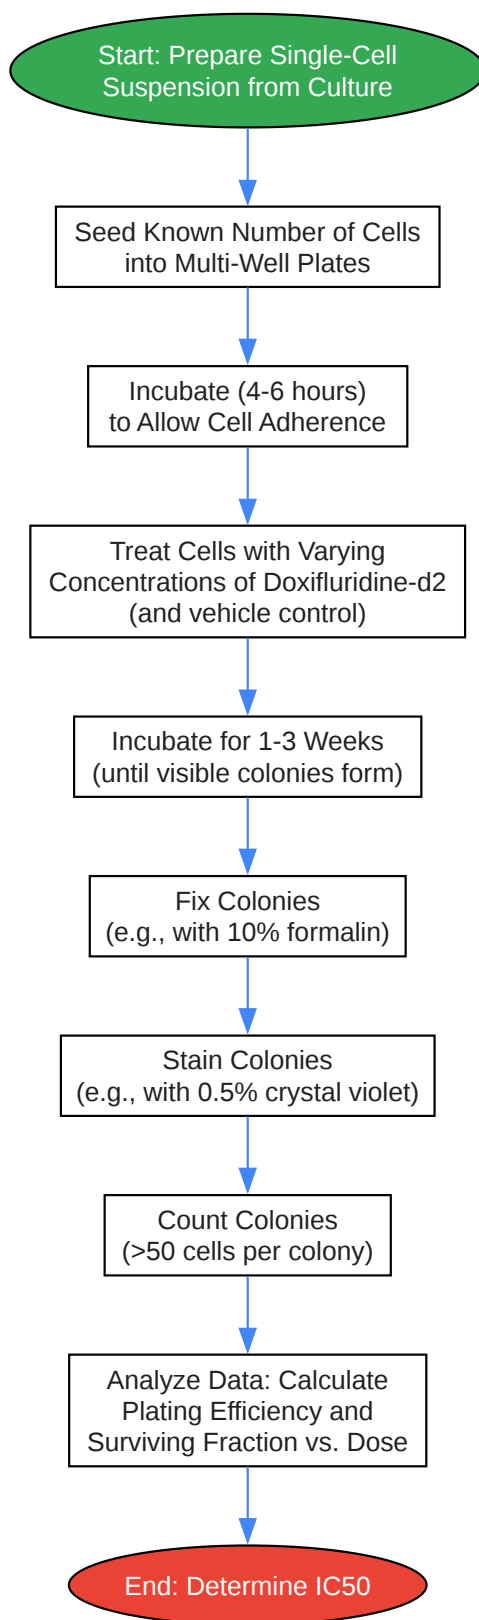 Start: Prepare Single-Cell
Suspension from Culture
Seed Known Number of Cells
into Multi-Well Plates
Incubate (4-6 hours)
to Allow Cell Adherence
Treat Cells with Varying
Concentrations of Doxifluridine-d2
(and vehicle control)
Incubate for 1-3 Weeks
(until visible colonies form)
Fix Colonies
(e.g., with 10% formalin)
Stain Colonies
(e.g., with 0.5% crystal violet)
Count Colonies
(>50 cells per colony)
Analyze Data: Calculate
Plating Efficiency and
Surviving Fraction vs. Dose
End: Determine IC50